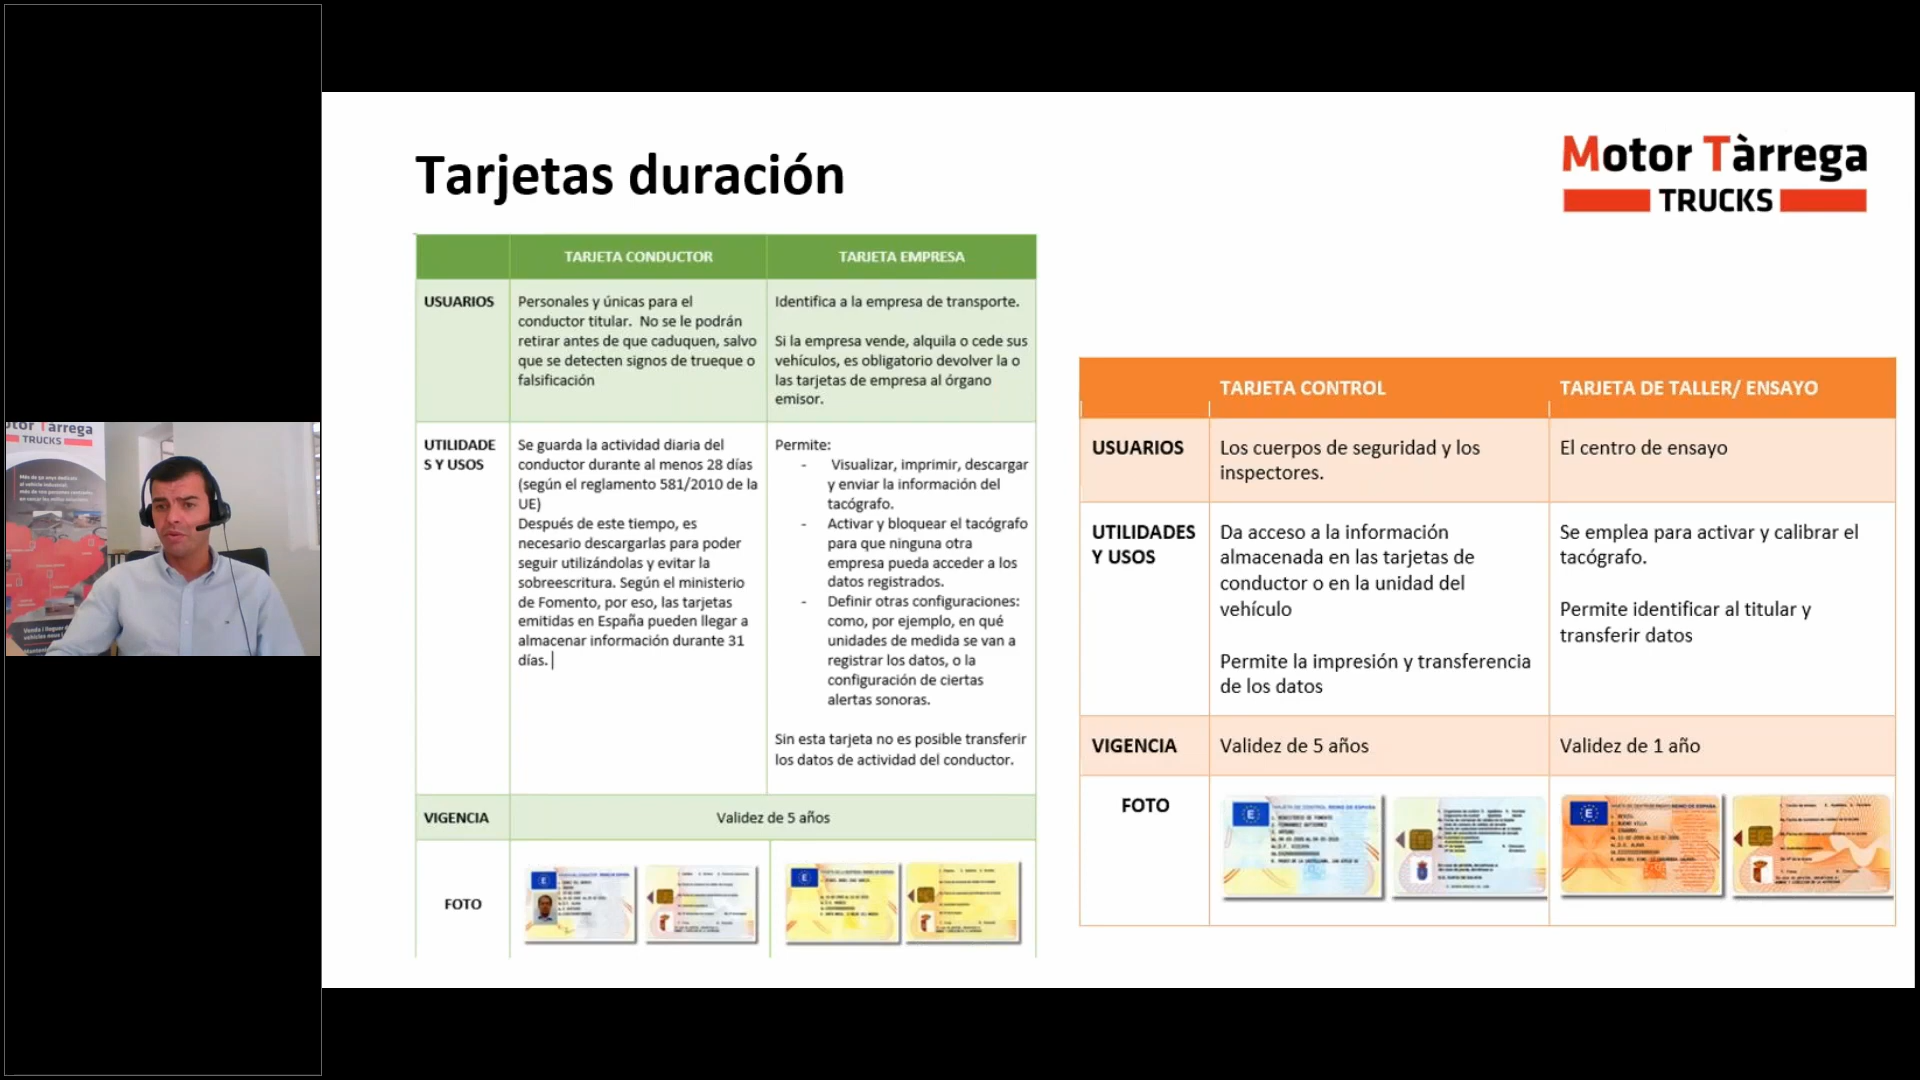 Tarjetas duración
Motor Tàrrega
TRUCKS
TARJETA CONDUCTOR
TARJETA EMPRESA
USUARIOS
Personales y únicas para el
conductor titular. No se le podrán
retirar antes de que caduquen, salvo
que se detecten signos de trueque o
falsificación
Identifica a la empresa de transporte.
Si la empresa vende, alquila o cede sus
vehículos, es obligatorio devolver la o
las tarjetas de empresa al órgano
emisor.
UTILIDADE
S Y USOS
Se guarda la actividad diaria del
conductor durante al menos 28 días
(según el reglamento 581/2010 de la
UE)
Después de este tiempo, es
necesario descargarlas para poder
seguir utilizándolas y evitar la
sobreescritura. Según el ministerio
de Fomento, por eso, las tarjetas
emitidas en España pueden llegar a
almacenar información durante 31
días.
Permite:
- Visualizar, imprimir, descargar
y enviar la información del
tacógrafo.
- Activar y bloquear el tacógrafo
para que ninguna otra
empresa pueda acceder a los
datos registrados.
- Definir otras configuraciones:
como, por ejemplo, en qué
unidades de medida se van a
registrar los datos, o la
configuración de ciertas
alertas sonoras.
Sin esta tarjeta no es posible transferir
los datos de actividad del conductor.
VIGENCIA
Validez de 5 años
FOTO
TARJETA CONTROL
TARJETA DE TALLER/ ENSAYO
USUARIOS
Los cuerpos de seguridad y los
inspectores.
El centro de ensayo
UTILIDADES
Y USOS
Da acceso a la información
almacenada en las tarjetas de
conductor o en la unidad del
vehículo
Permite la impresión y transferencia
de los datos
Se emplea para activar y calibrar el
tacógrafo.
Permite identificar al titular y
transferir datos
VIGENCIA
Validez de 5 años
Validez de 1 año
FOTO
TRUCKS